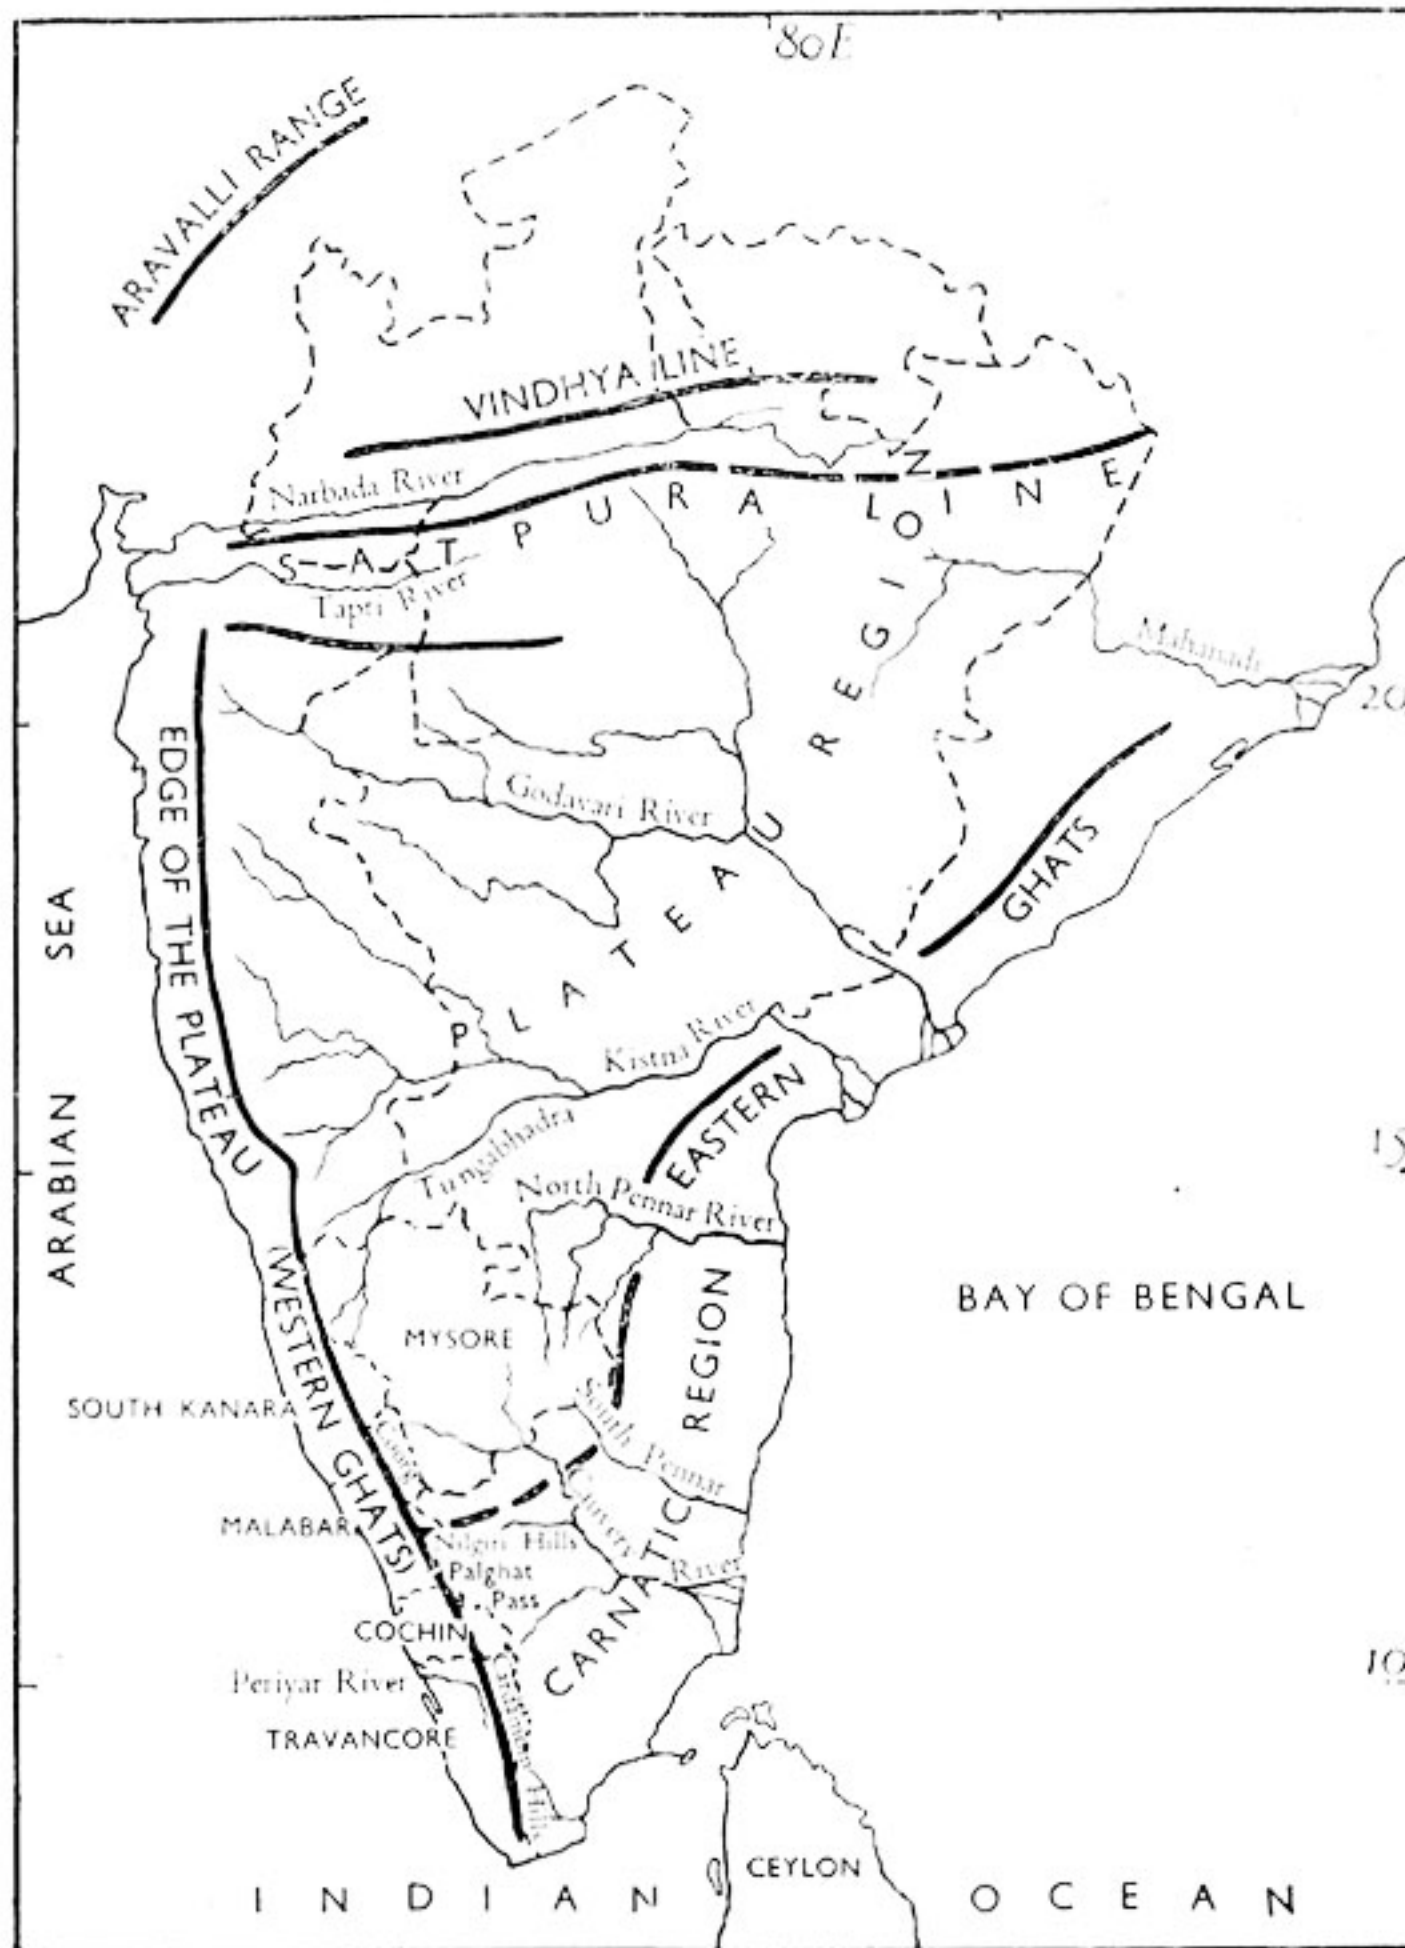 80E
ARAVALLI RANGE
VINDHYA LINE
Narbada River
SATPURA LINE
Tapti River
Mahanadi
20
EDGE OF THE PLATEAU
Godavari River
PLATEAU REGION
GHATS
ARABIAN SEA
Kistna River
EASTERN
Tungabhadra
15
North Pennar River
(WESTERN GHATS)
MYSORE
REGION
BAY OF BENGAL
SOUTH KANARA
Coorg
South Pennar
MALABAR
Nilgiri Hills
Cauvery River
Palghat
Pass
CARNATIC
COCHIN
Periyar River
10
TRAVANCORE
Cardamom Hills
CEYLON
INDIAN OCEAN